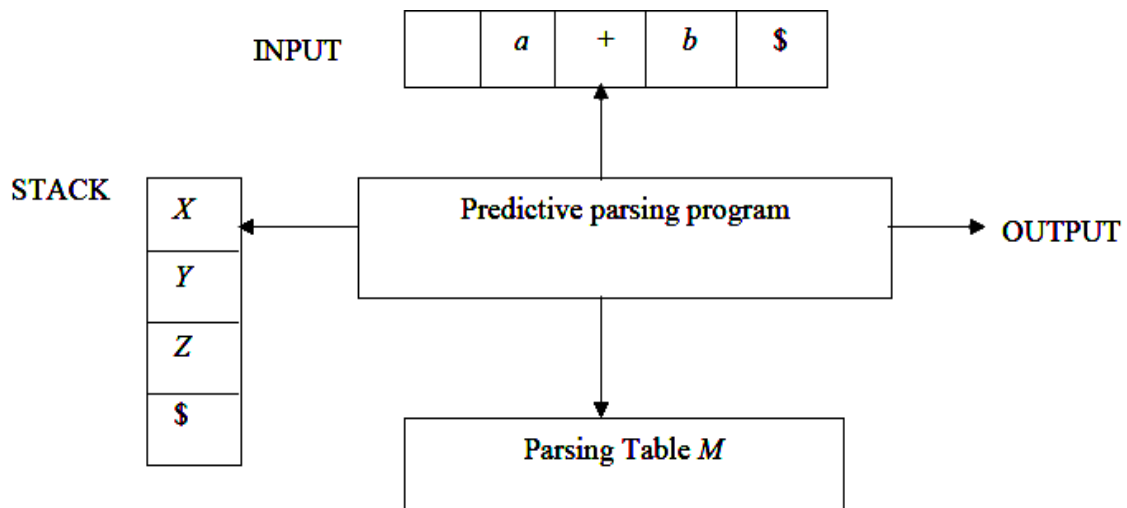 INPUT
a + b $
STACK
X
Y
Z
$
Predictive parsing program
OUTPUT
Parsing Table M